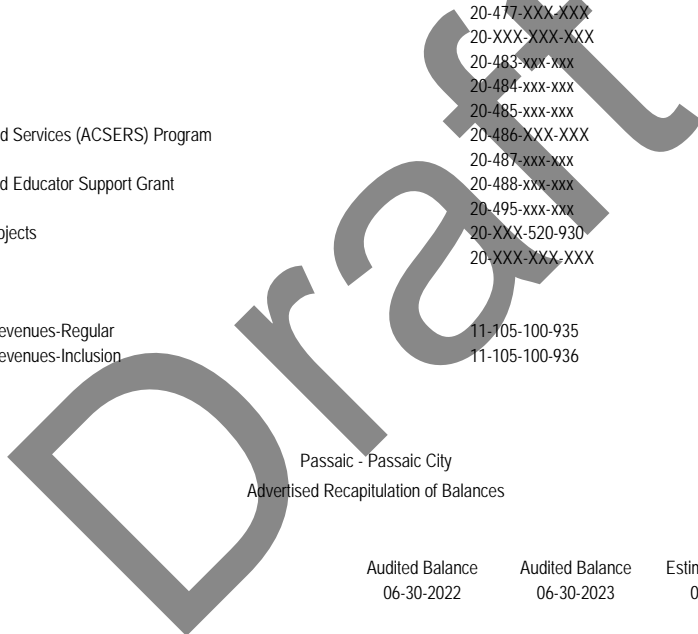 20-477-XXX-XXX
20-XXX-XXX-XXX
20-483-xxx-xxx
20-484-xxx-xxx
20-485-xxx-xxx
d Services (ACSERS) Program 20-486-XXX-XXX
20-487-xxx-xxx
d Educator Support Grant 20-488-xxx-xxx
20-495-xxx-xxx
ojects 20-XXX-520-930
20-XXX-XXX-XXX
evenues-Regular 11-105-100-935
evenues-Inclusion 11-105-100-936
Draft
Passaic - Passaic City
Advertised Recapitulation of Balances
Audited Balance Audited Balance Estin
06-30-2022 06-30-2023 0